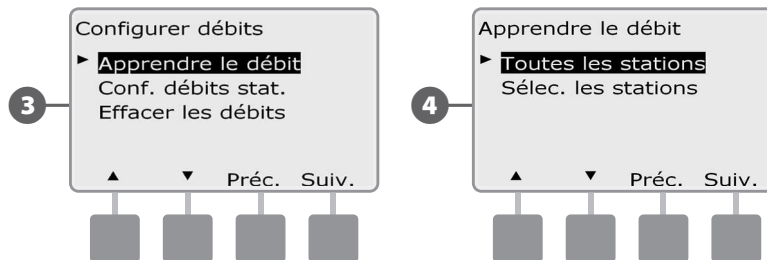 Configurer débits
► Apprendre le débit
Conf. débits stat.
Effacer les débits
3
▲ ▼ Préc. Suiv.
Apprendre le débit
► Toutes les stations
Sélec. les stations
4
▲ ▼ Préc. Suiv.